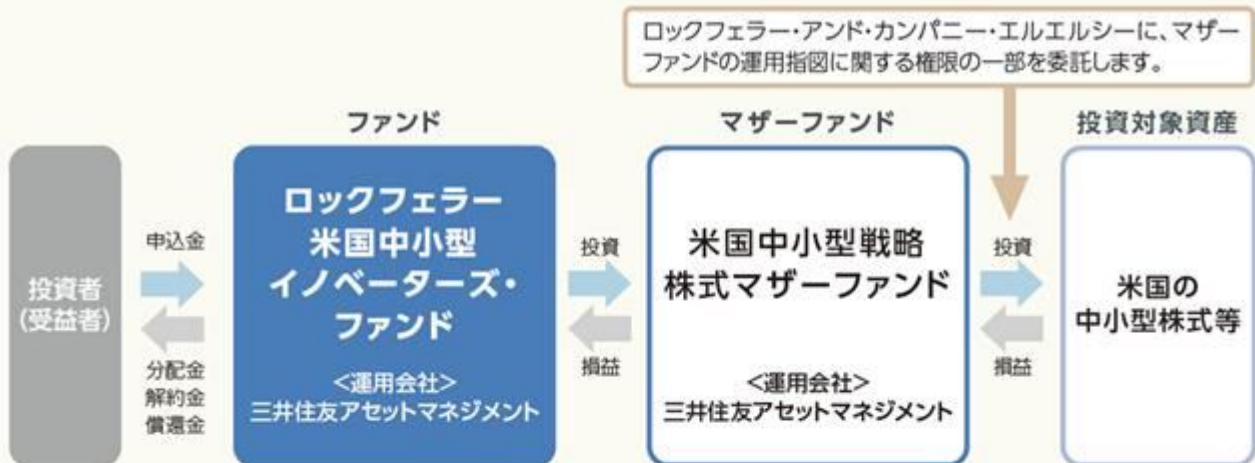 ロックフェラー・アンド・カンパニー・エルエルシーに、マザー
ファンドの運用指図に関する権限の一部を委託します。
ファンド
マザーファンド
投資対象資産
投資者
(受益者)
申込金
分配金
解約金
償還金
ロックフェラー
米国中小型
イノベーターズ・
ファンド
<運用会社>
三井住友アセットマネジメント
投資
損益
米国中小型戦略
株式マザーファンド
<運用会社>
三井住友アセットマネジメント
投資
損益
米国の
中小型株式等